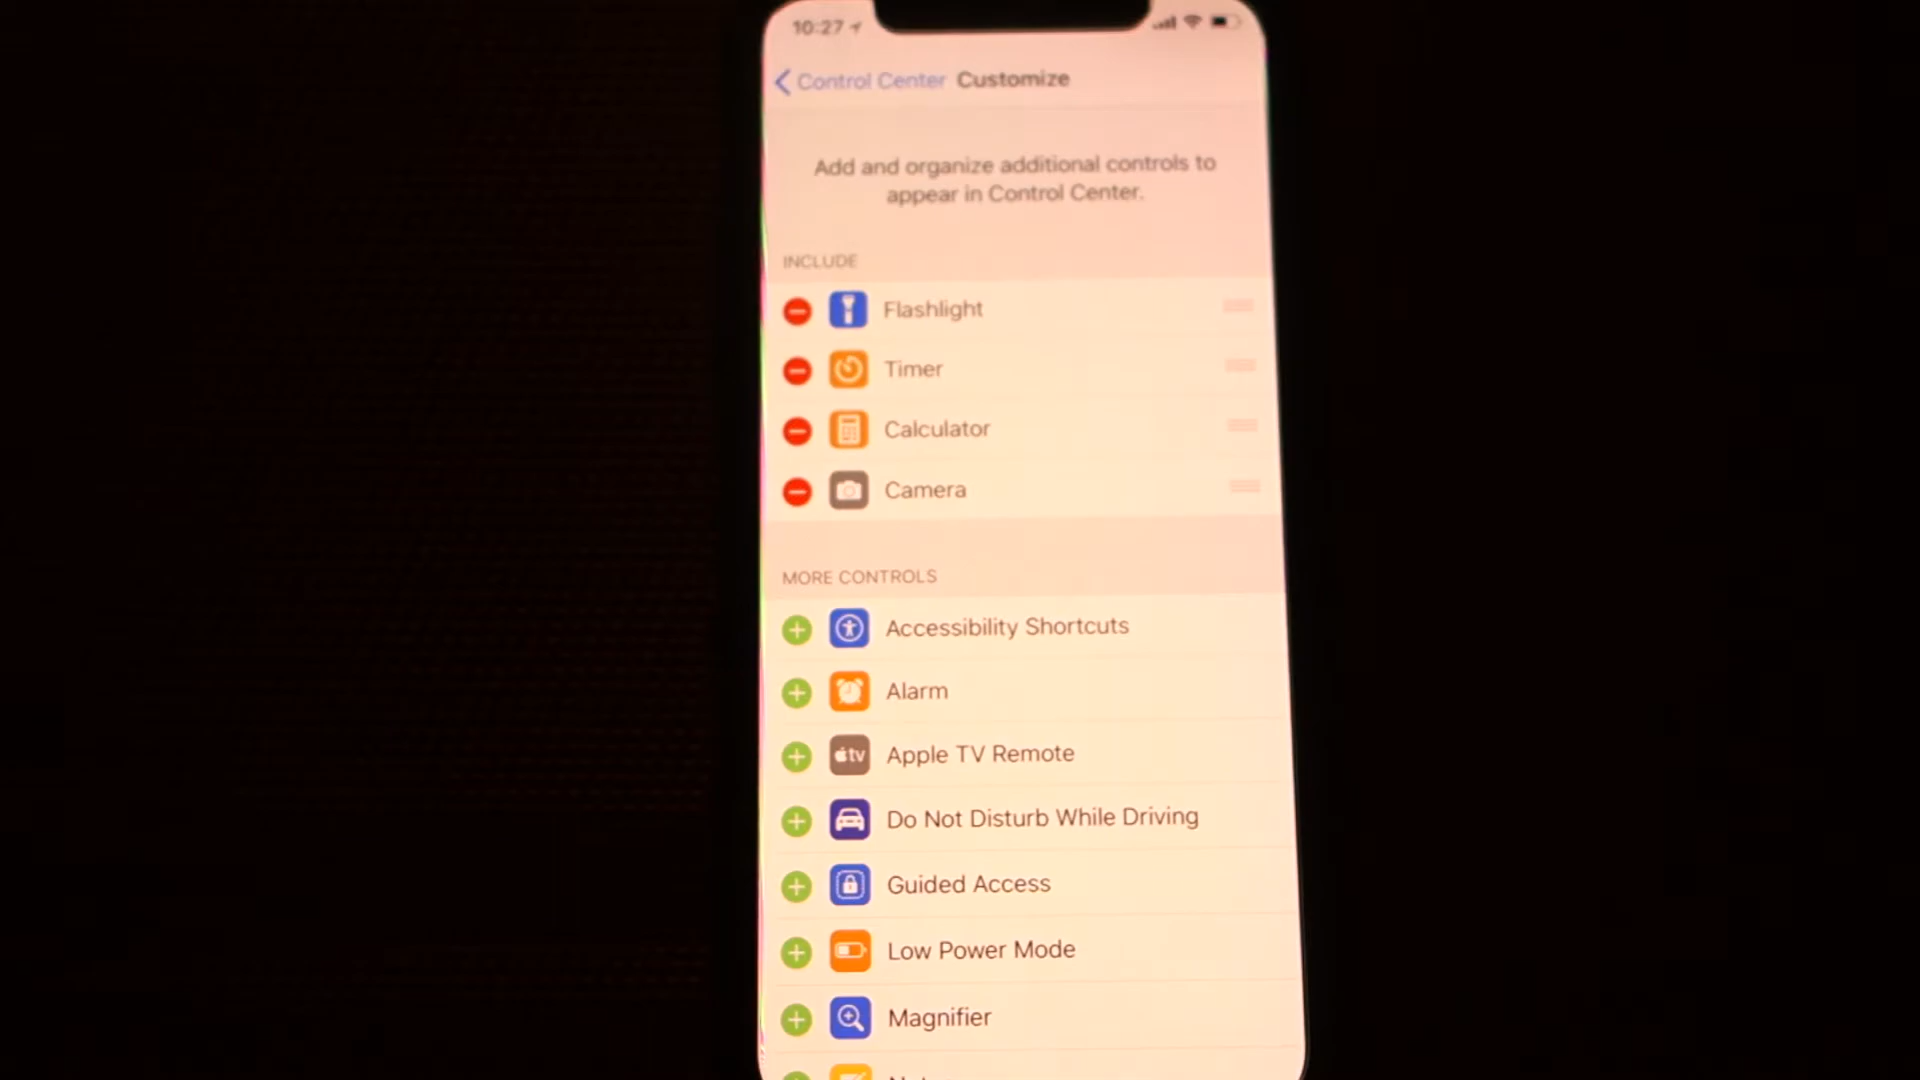 10:27
Control Center Customize
Add and organize additional controls to
appear in Control Center.
INCLUDE
Flashlight
Timer
Calculator
Camera
MORE CONTROLS
Accessibility Shortcuts
Alarm
tv Apple TV Remote
Do Not Disturb While Driving
Guided Access
Low Power Mode
Magnifier